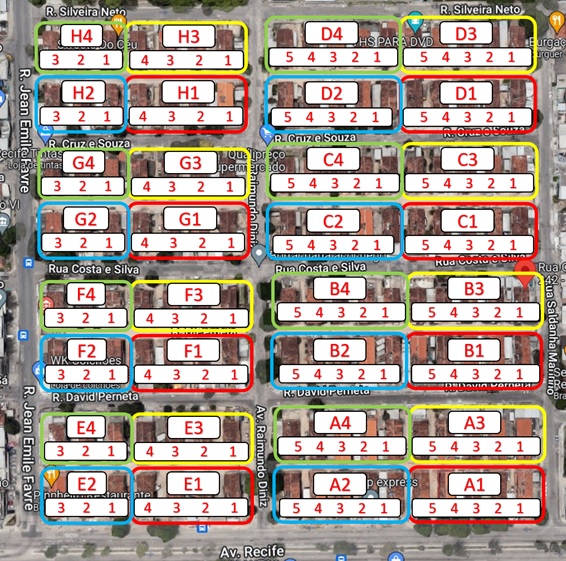 R. Silveira Neto
R. Silveira Neto
H4 H3 D4 D3
3 2 1 4 3 2 1 5 4 3 2 1 5 4 3 2 1
PARA DVD
R. Jean Emile Favre
H2 H1 D2 D1
3 2 1 4 3 2 1 5 4 3 2 1 5 4 3 2 1
R. Cruz e Souza
R. Cruz e Souza
G4 G3 C4 C3
3 2 1 4 3 2 1 5 4 3 2 1 5 4 3 2 1
G2 G1 C2 C1
3 2 1 4 3 2 1 5 4 3 2 1 5 4 3 2 1
Rua Costa e Silva
Rua Costa e Silva
Rua Costa e Silva
F4 F3 B4 B3
3 2 1 4 3 2 1 5 4 3 2 1 5 4 3 2 1
F2 F1 B2 B1
3 2 1 4 3 2 1 5 4 3 2 1 5 4 3 2 1
R. David Perneta
R. David Perneta
R. David Perneta
R. Jean Emile Favre
Av. Raimundo Diniz
E4 E3 A4 A3
3 2 1 4 3 2 1 5 4 3 2 1 5 4 3 2 1
E2 E1 A2 A1
express
3 2 1 4 3 2 1 5 4 3 2 1 5 4 3 2 1
Av. Recife